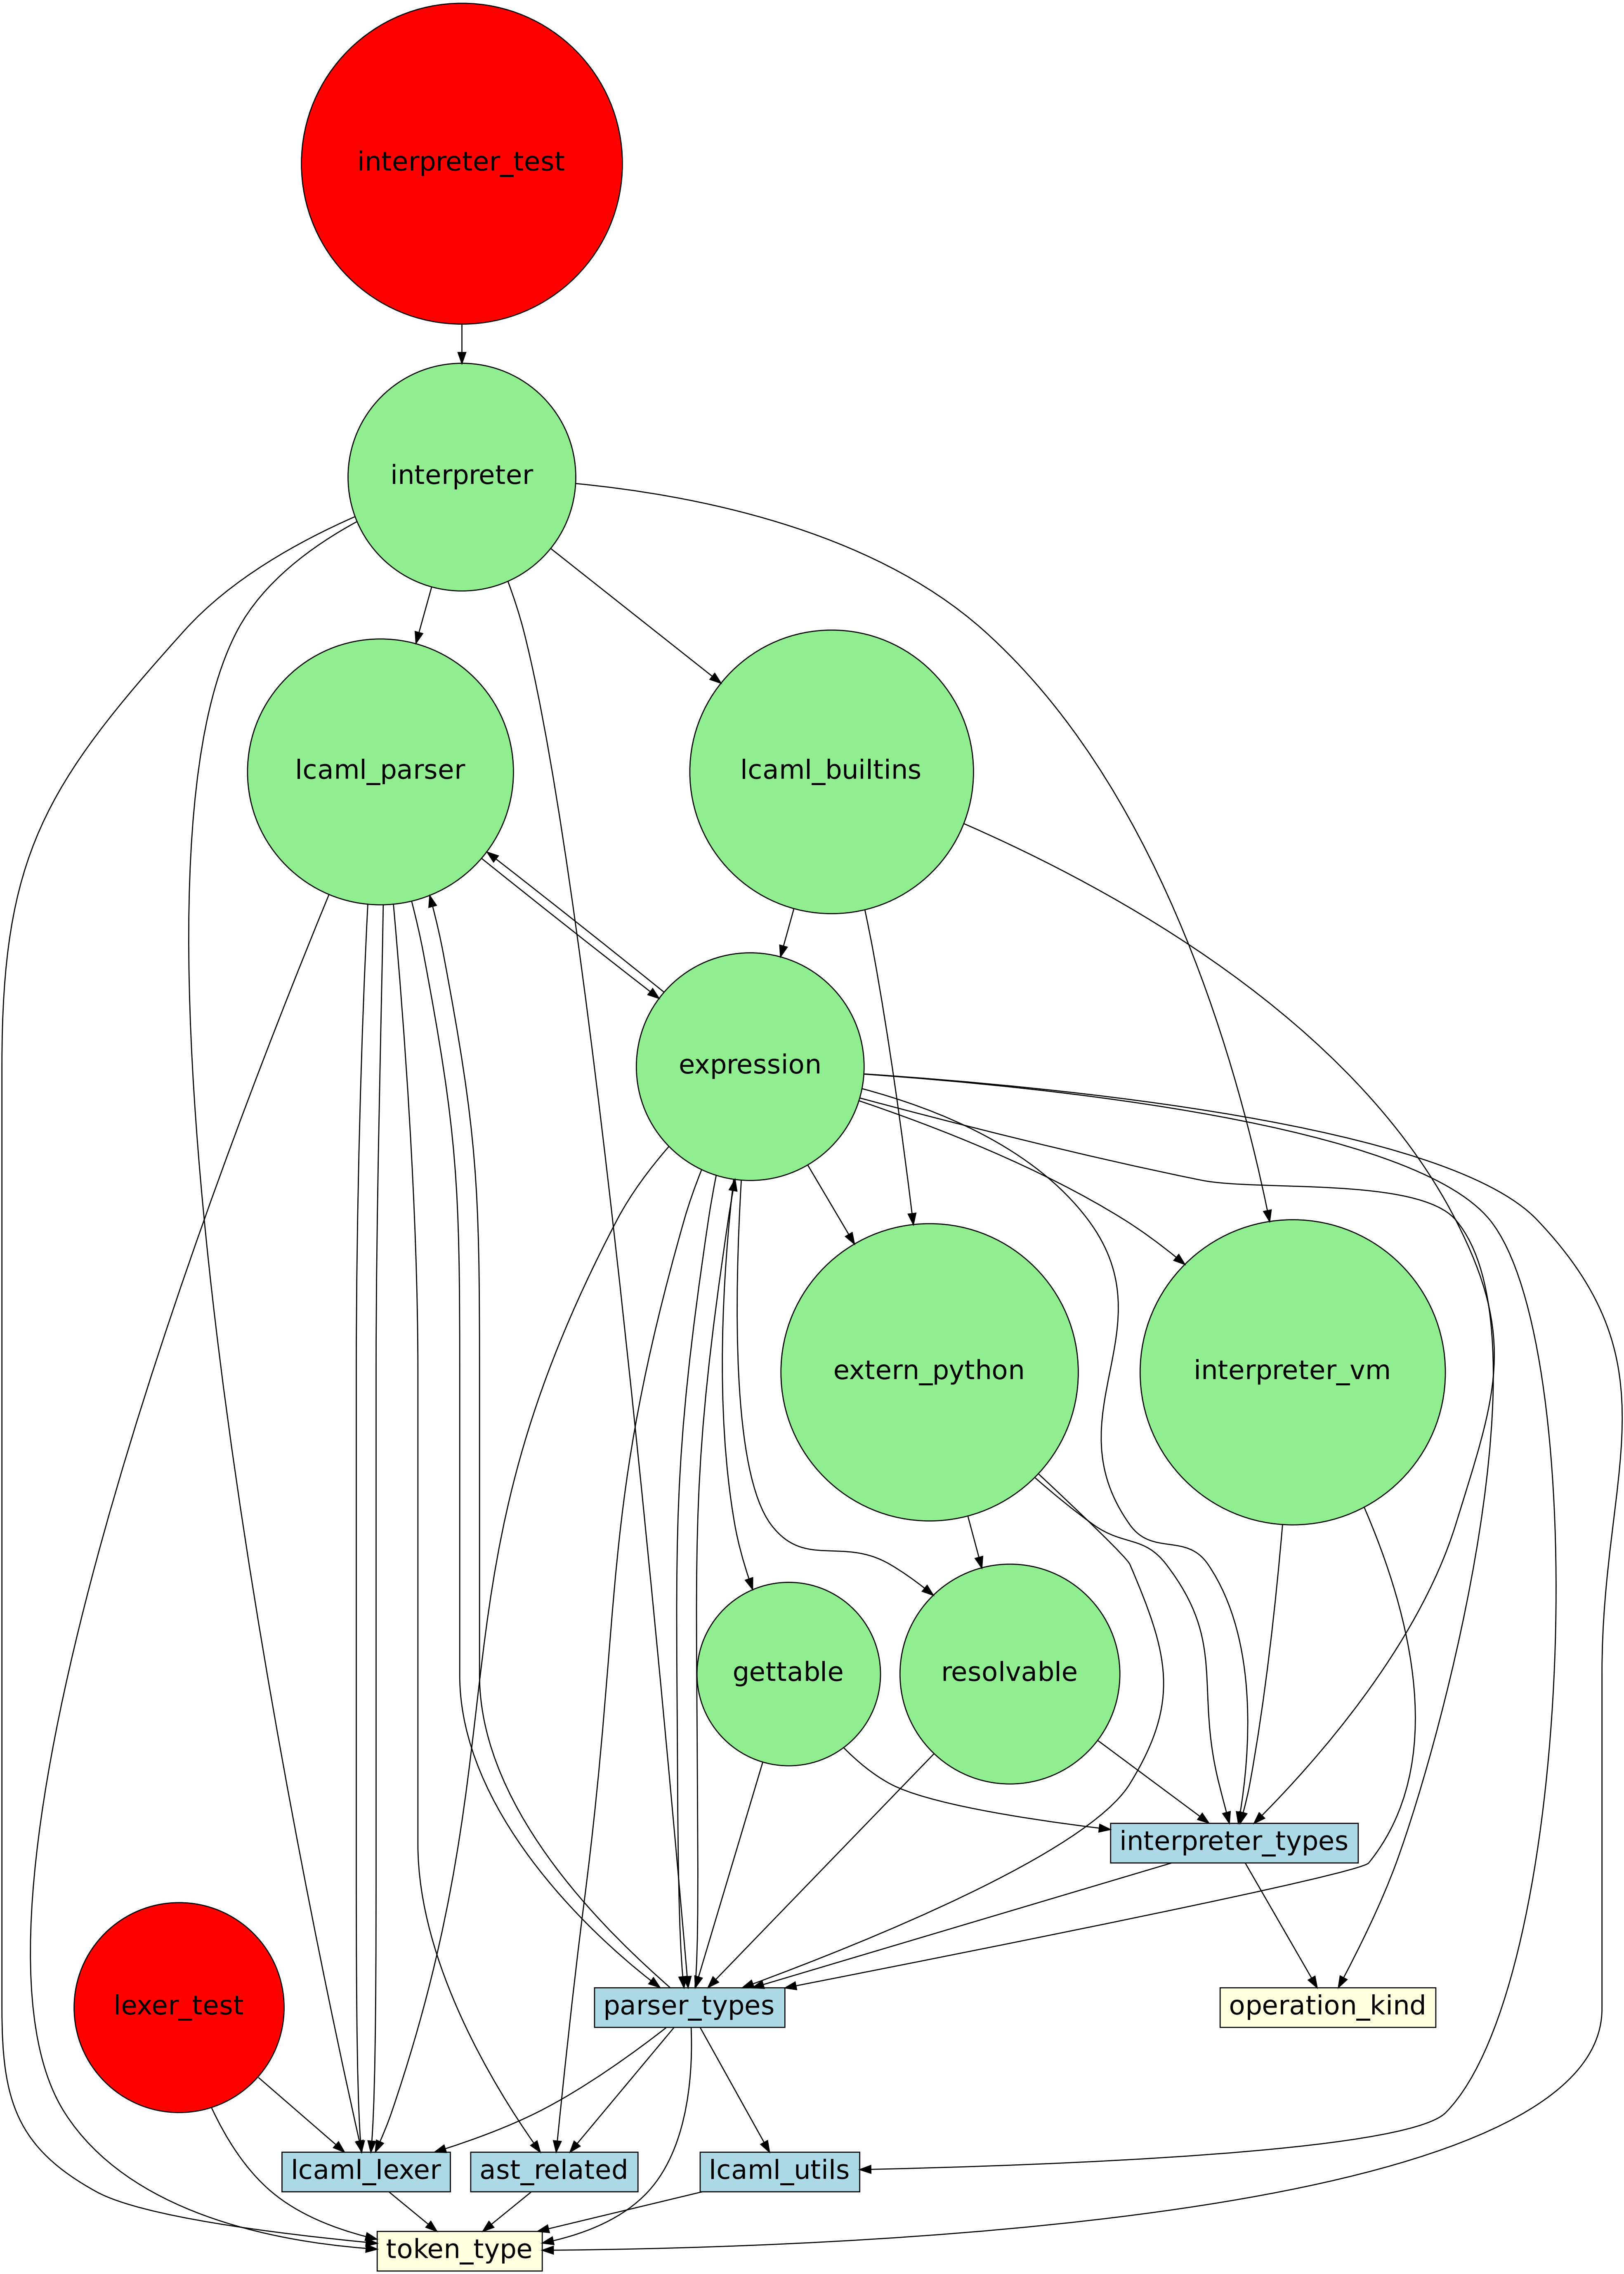 interpreter_test
interpreter
lcaml_parser
lcaml_builtins
expression
extern_python
interpreter_vm
gettable
resolvable
interpreter_types
lexer_test
parser_types
operation_kind
lcaml_lexer
ast_related
lcaml_utils
token_type